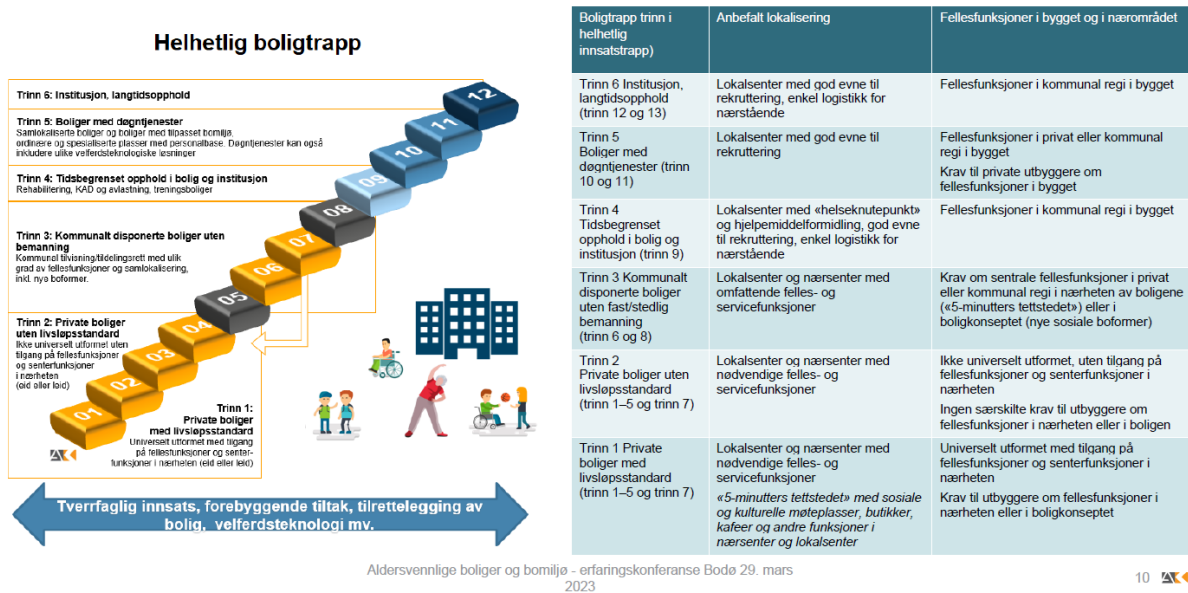 Helhetlig boligtrapp
Trinn 6: Institusjon, langtidsopphold
Trinn 5: Boliger med døgntjenester
Samlokaliserte boliger og boliger med tilpasset bomiljø,
ordinære og spesialiserte plasser med personalbase. Døgntjenester kan også
inkludere ulike velferdsteknologiske løsninger
Trinn 4: Tidsbegrenset opphold i bolig og institusjon
Rehabilitering, KAD og avlastning, treningsboliger
Trinn 3: Kommunalt disponerte boliger uten
bemanning
Kommunal tilvisning/tildelingsrett med ulik
grad av fellesfunksjoner og samlokalisering,
inkl. nye boformer.
Trinn 2: Private boliger
uten livsløpsstandard
Ikke universelt utformet uten
tilgang på fellesfunksjoner
og senterfunksjoner
i nærheten
(eid eller leid)
Trinn 1:
Private boliger
med livsløpsstandard
Universelt utformet med tilgang
på fellesfunksjoner og senter-
funksjoner i nærheten (eid eller leid)
12
11
10
09
08
07
06
05
04
03
02
01
Tverrfaglig innsats, forebyggende tiltak, tilrettelegging av
bolig, velferdsteknologi mv.
Boligtrapp trinn i
helhetlig
innsatstrapp)
Anbefalt lokalisering
Fellesfunksjoner i bygget og i nærområdet
Trinn 6 Institusjon,
langtidsopphold
(trinn 12 og 13)
Lokalsenter med god evne til
rekruttering, enkel logistikk for
nærstående
Fellesfunksjoner i kommunal regi i bygget
Trinn 5
Boliger med
døgntjenester (trinn
10 og 11)
Lokalsenter med god evne til
rekruttering
Fellesfunksjoner i privat eller kommunal
regi i bygget
Krav til private utbyggere om
fellesfunksjoner i bygget
Trinn 4
Tidsbegrenset
opphold i bolig og
institusjon (trinn 9)
Lokalsenter med «helseknutepunkt»
og hjelpemiddelformidling, god evne
til rekruttering, enkel logistikk for
nærstående
Fellesfunksjoner i kommunal regi i bygget
Trinn 3 Kommunalt
disponerte boliger
uten fast/stedlig
bemanning
(trinn 6 og 8)
Lokalsenter og nærsenter med
omfattende felles- og
servicefunksjoner
Krav om sentrale fellesfunksjoner i privat
eller kommunal regi i nærheten av boligene
(«5-minutters tettstedet») eller i
boligkonseptet (nye sosiale boformer)
Trinn 2
Private boliger uten
livsløpsstandard
(trinn 1–5 og trinn 7)
Lokalsenter og nærsenter med
nødvendige felles- og
servicefunksjoner
Ikke universelt utformet, uten tilgang på
fellesfunksjoner og senterfunksjoner i
nærheten
Ingen særskilte krav til utbyggere om
fellesfunksjoner i nærheten eller i boligen
Trinn 1 Private
boliger med
livsløpsstandard
(trinn 1–5 og trinn 7)
Lokalsenter og nærsenter med
nødvendige felles- og
servicefunksjoner
«5-minutters tettstedet» med sosiale
og kulturelle møteplasser, butikker,
kafeer og andre funksjoner i
nærsenter og lokalsenter
Universelt utformet med tilgang på
fellesfunksjoner og senterfunksjoner i
nærheten
Krav til utbyggere om fellesfunksjoner i
nærheten eller i boligkonseptet
Aldersvennlige boliger og bomiljø - erfaringskonferanse Bodø 29. mars
2023
10